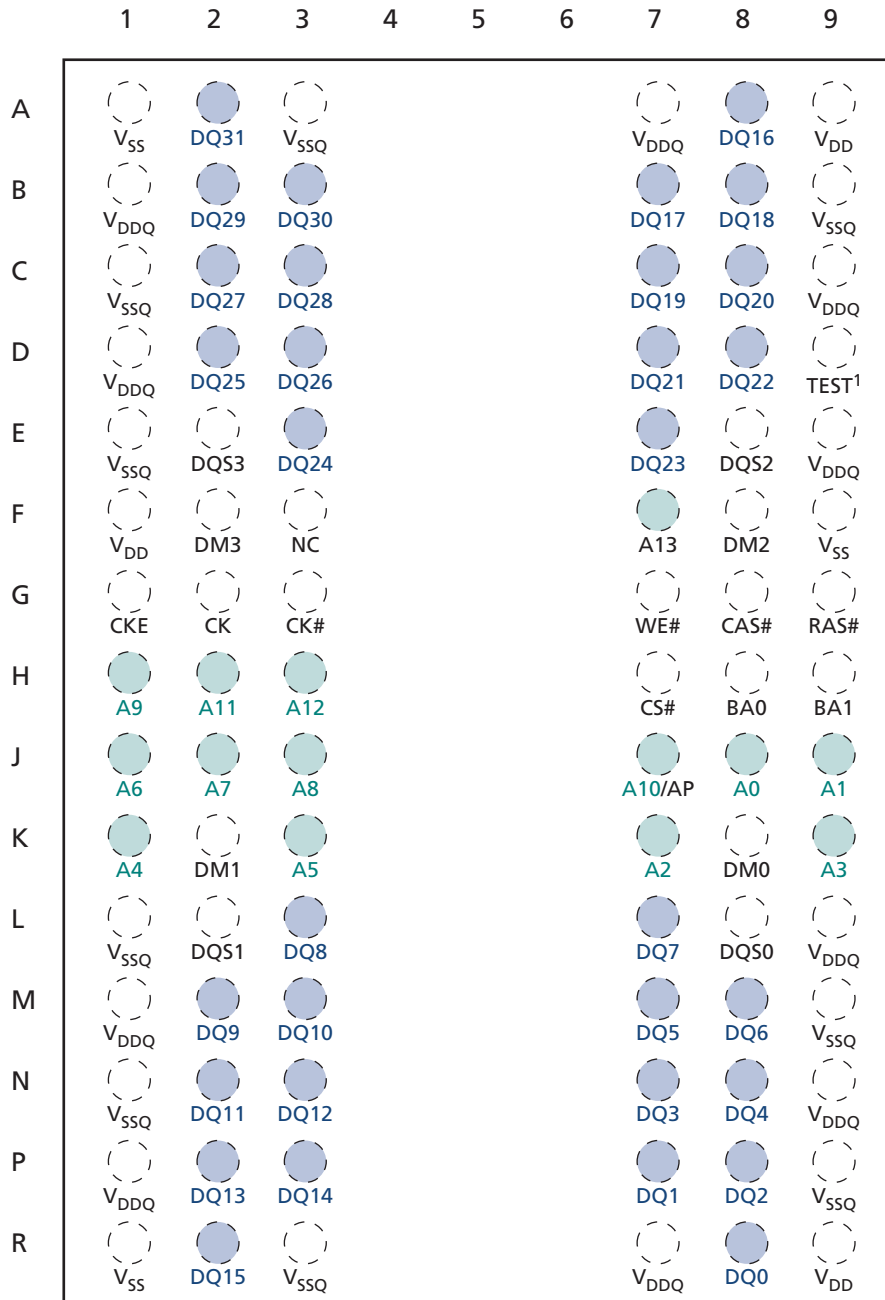 1 2 3 4 5 6 7 8 9
A
VSS DQ31 VSSQ VDDQ DQ16 VDD
B
VDDQ DQ29 DQ30 DQ17 DQ18 VSSQ
C
VSSQ DQ27 DQ28 DQ19 DQ20 VDDQ
D
VDDQ DQ25 DQ26 DQ21 DQ22 TEST1
E
VSSQ DQS3 DQ24 DQ23 DQS2 VDDQ
F
VDD DM3 NC A13 DM2 VSS
G
CKE CK CK# WE# CAS# RAS#
H
A9 A11 A12 CS# BA0 BA1
J
A6 A7 A8 A10/AP A0 A1
K
A4 DM1 A5 A2 DM0 A3
L
VSSQ DQS1 DQ8 DQ7 DQS0 VDDQ
M
VDDQ DQ9 DQ10 DQ5 DQ6 VSSQ
N
VSSQ DQ11 DQ12 DQ3 DQ4 VDDQ
P
VDDQ DQ13 DQ14 DQ1 DQ2 VSSQ
R
VSS DQ15 VSSQ VDDQ DQ0 VDD